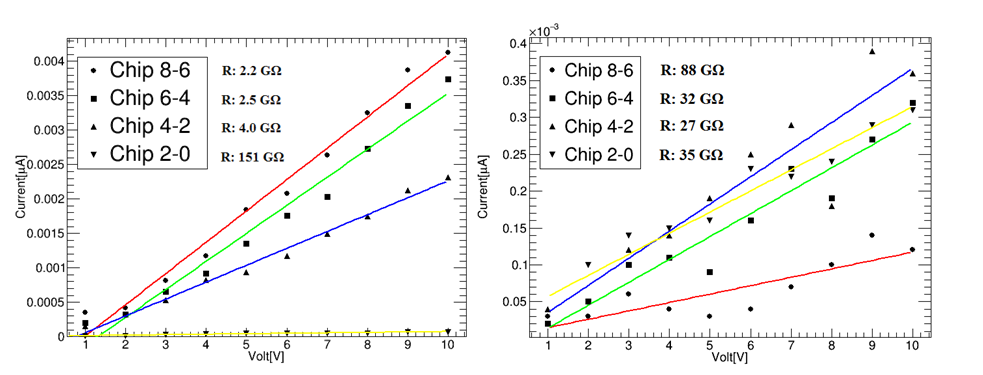 0.004
0.0035
0.003
0.0025
0.002
0.0015
0.001
0.0005
0
Current[μA]
Chip 8-6 R: 2.2 GΩ
Chip 6-4 R: 2.5 GΩ
Chip 4-2 R: 4.0 GΩ
Chip 2-0 R: 151 GΩ
1 2 3 4 5 6 7 8 9 10
Volt[V]
×10⁻³
0.4
0.35
0.3
0.25
0.2
0.15
0.1
0.05
Current[μA]
Chip 8-6 R: 88 GΩ
Chip 6-4 R: 32 GΩ
Chip 4-2 R: 27 GΩ
Chip 2-0 R: 35 GΩ
1 2 3 4 5 6 7 8 9 10
Volt[V]